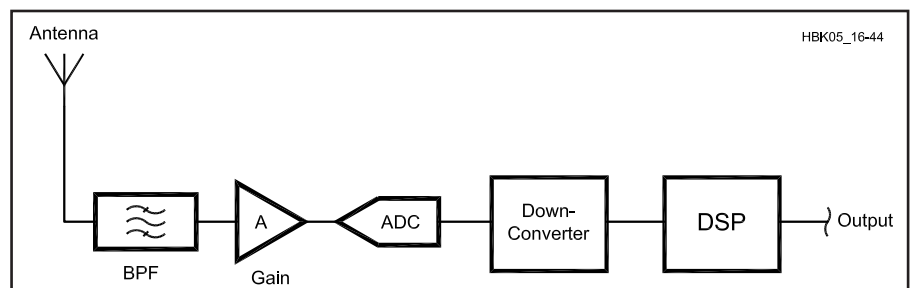 Antenna
HBK05_16-44
BPF
A
Gain
ADC
Down-
Converter
DSP
Output